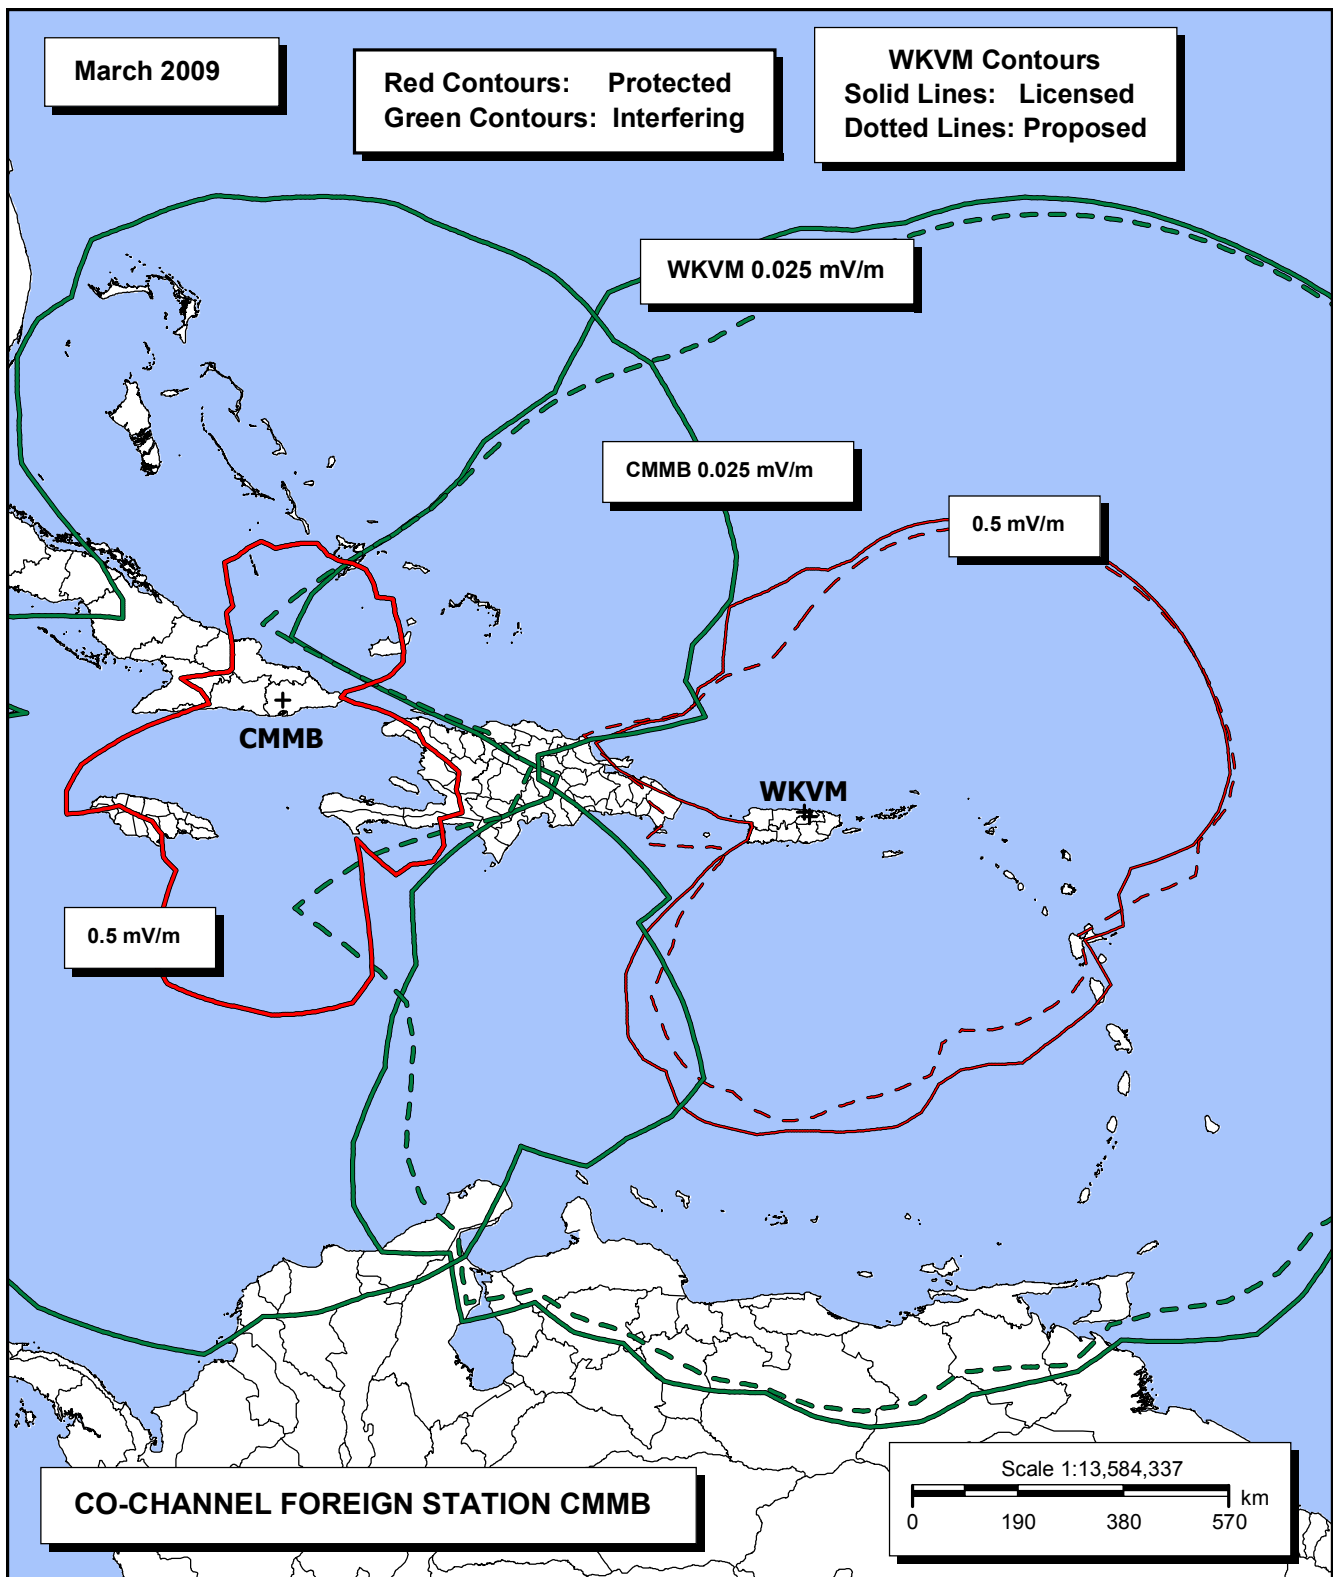 March 2009
Red Contours: Protected
Green Contours: Interfering
WKVM Contours
Solid Lines: Licensed
Dotted Lines: Proposed
WKVM 0.025 mV/m
CMMB 0.025 mV/m
0.5 mV/m
CMMB
WKVM
0.5 mV/m
CO-CHANNEL FOREIGN STATION CMMB
Scale 1:13,584,337
km
0 190 380 570